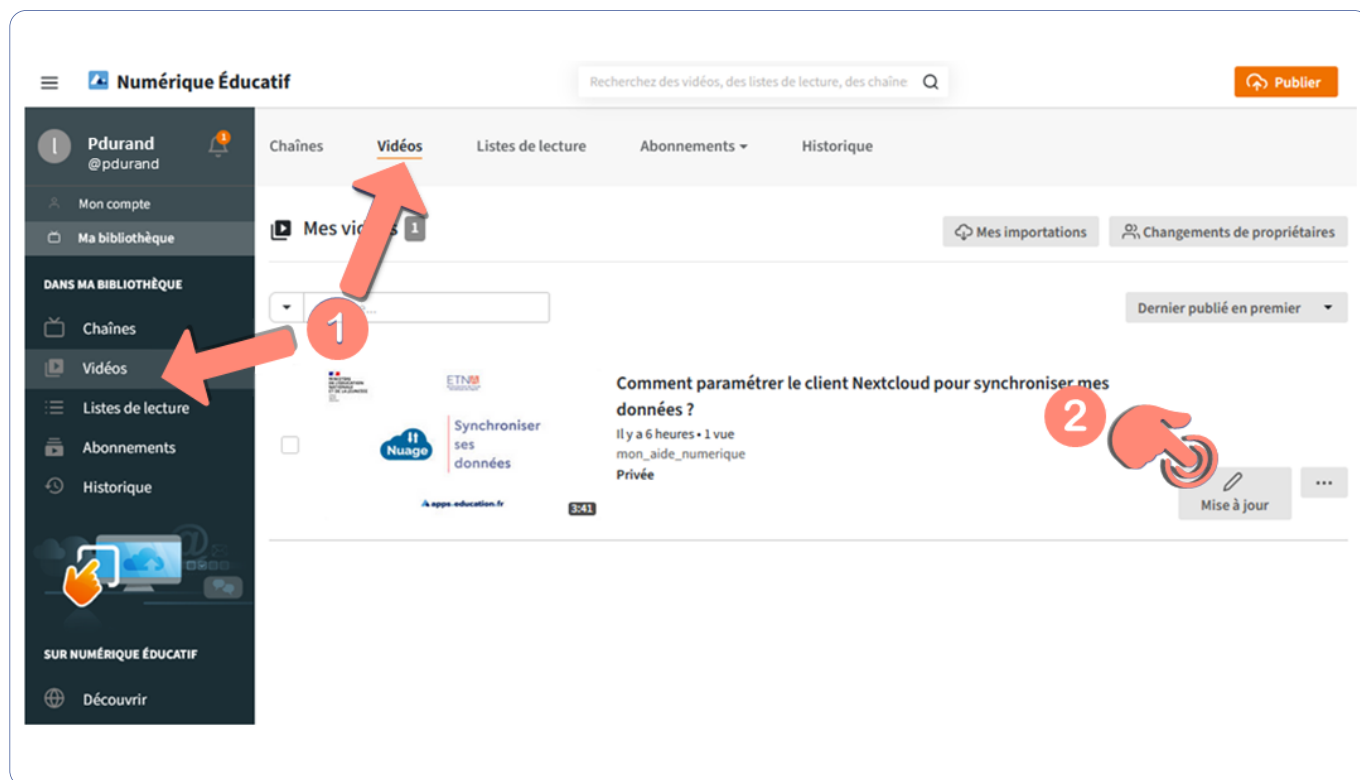 Numérique Éducatif
Recherchez des vidéos, des listes de lecture, des chaîne
Publier
Pdurand
1
@pdurand
Mon compte
Ma bibliothèque
DANS MA BIBLIOTHÈQUE
Chaînes
Vidéos
Listes de lecture
Abonnements
Historique
SUR NUMÉRIQUE ÉDUCATIF
Découvrir
Chaînes
Vidéos
Listes de lecture
Abonnements
Historique
Mes
1
Mes importations
Changements de propriétaires
1
Dernier publié en premier
ETN
Synchroniser
ses
données
Nuage
apps.education.fr
3:41
Comment paramétrer le client Nextcloud pour synchroniser mes
données ?
Il y a 6 heures • 1 vue
mon_aide_numerique
Privée
2
Mise à jour
...